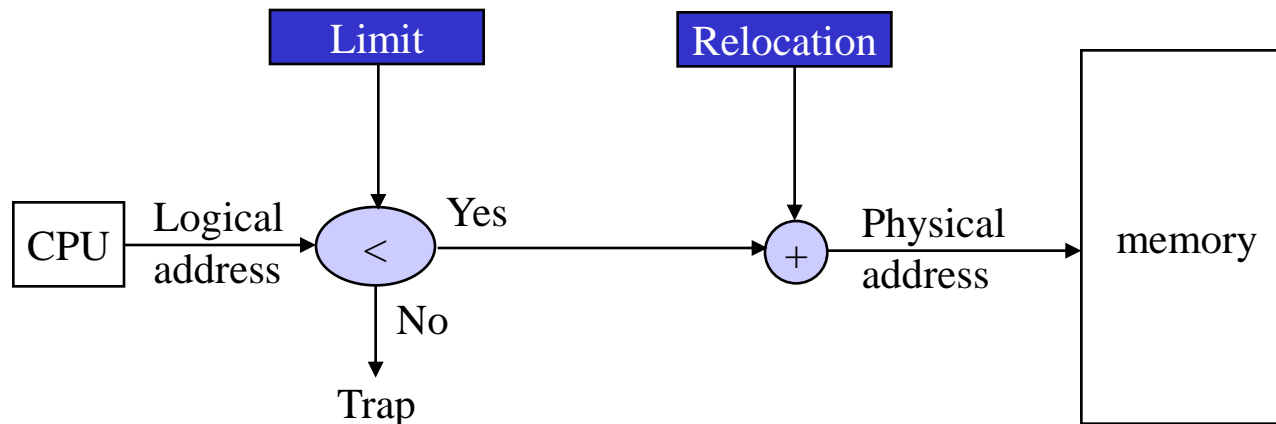 Limit
Relocation
CPU
Logical
address
<
Yes
No
Trap
+
Physical
address
memory